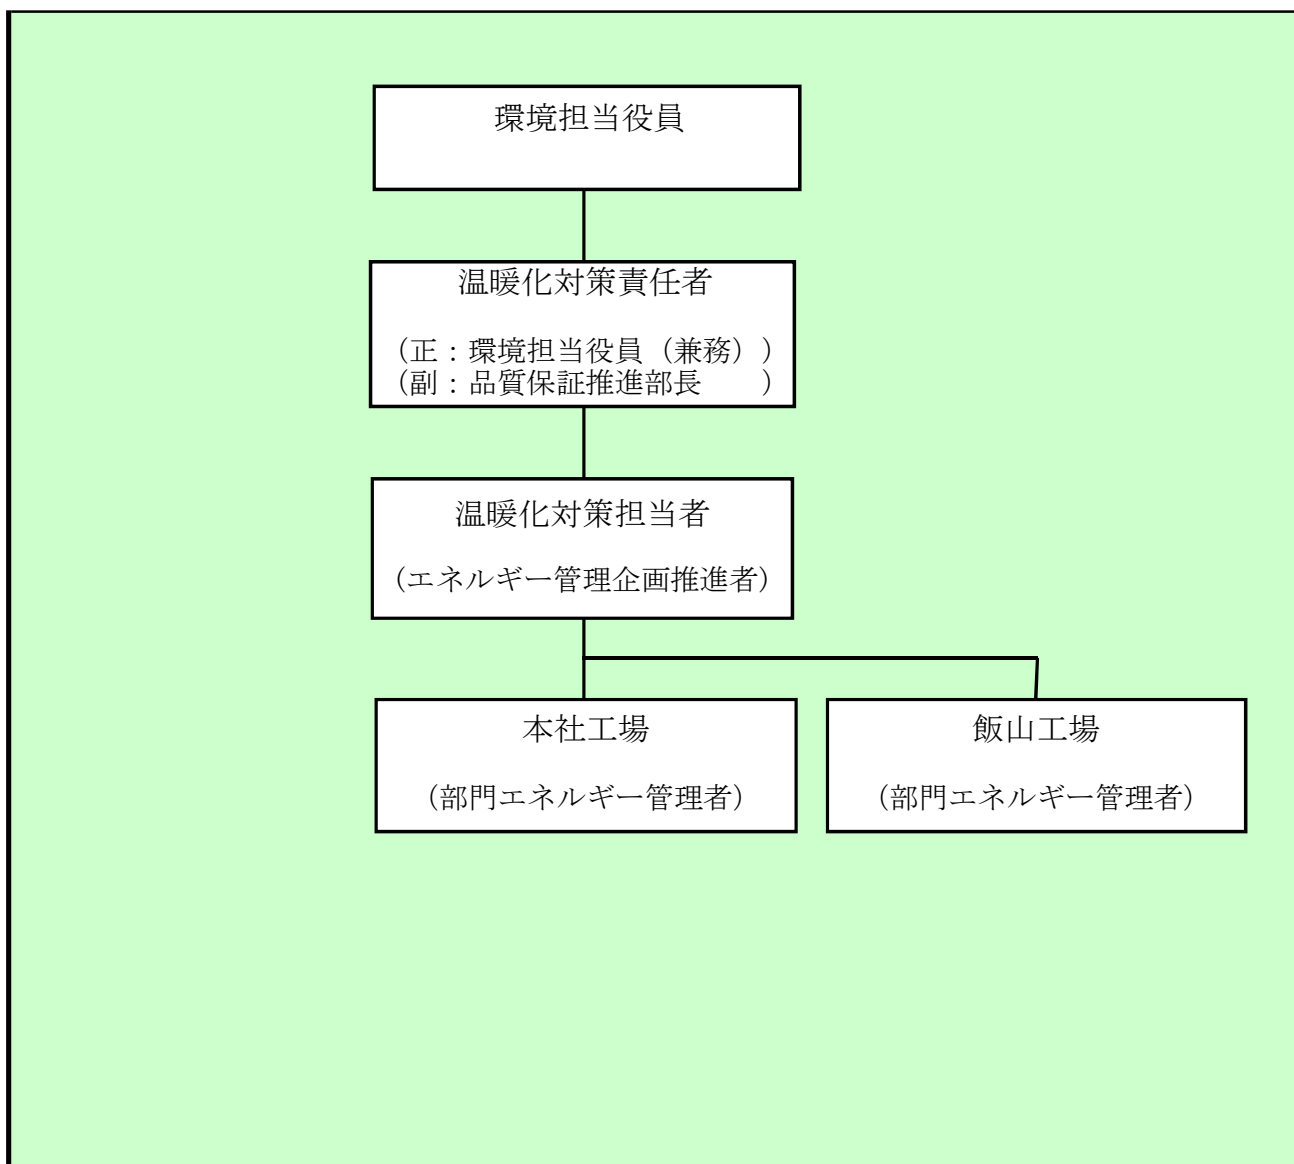 環境担当役員
温暖化対策責任者
（正：環境担当役員（兼務））
（副：品質保証推進部長　　）
温暖化対策担当者
（エネルギー管理企画推進者）
本社工場
（部門エネルギー管理者）
飯山工場
（部門エネルギー管理者）